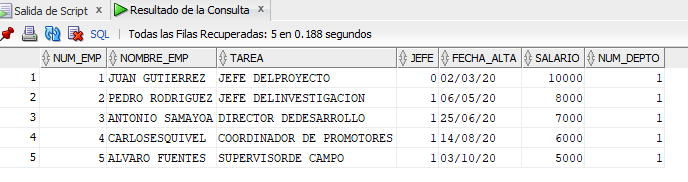 Salida de Script x Resultado de la Consulta x
SQL | Todas las Filas Recuperadas: 5 en 0.188 segundos
NUM_EMP NOMBRE_EMP TAREA JEFE FECHA_ALTA SALARIO NUM_DEPTO
1 1 JUAN GUTIERREZ JEFE DELPROYECTO 0 02/03/20 10000 1
2 2 PEDRO RODRIGUEZ JEFE DELINVESTIGACION 1 06/05/20 8000 1
3 3 ANTONIO SAMAYOA DIRECTOR DEDESARROLLO 1 25/06/20 7000 1
4 4 CARLOSESQUIVEL COORDINADOR DE PROMOTORES 1 14/08/20 6000 1
5 5 ALVARO FUENTES SUPERVISORDE CAMPO 1 03/10/20 5000 1